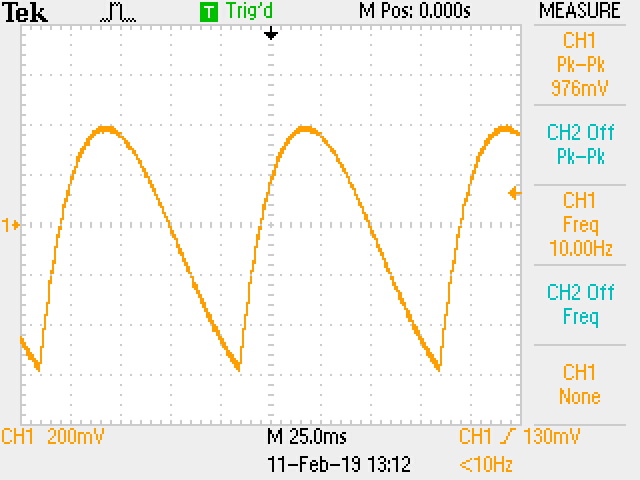 Tek T Trig'd M Pos: 0.000s MEASURE
CH1
Pk-Pk
976mV
CH2 Off
Pk-Pk
1
CH1
Freq
10.00Hz
CH2 Off
Freq
CH1
None
CH1 200mV M 25.0ms CH1 130mV
11-Feb-19 13:12 <10Hz